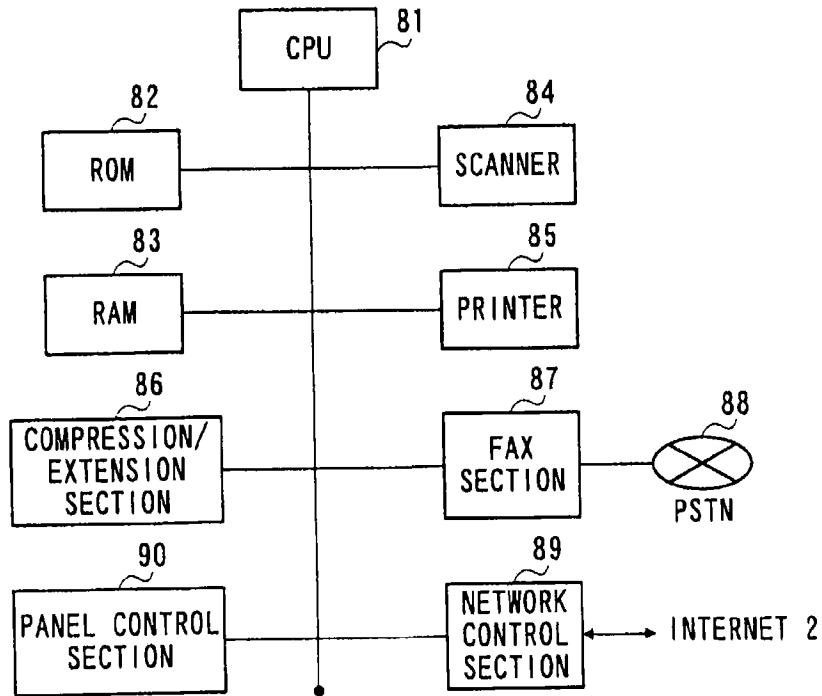 CPU
81
82
ROM
84
SCANNER
83
RAM
85
PRINTER
86
COMPRESSION/
EXTENSION
SECTION
87
FAX
SECTION
88
PSTN
90
PANEL CONTROL
SECTION
89
NETWORK
CONTROL
SECTION
INTERNET 2